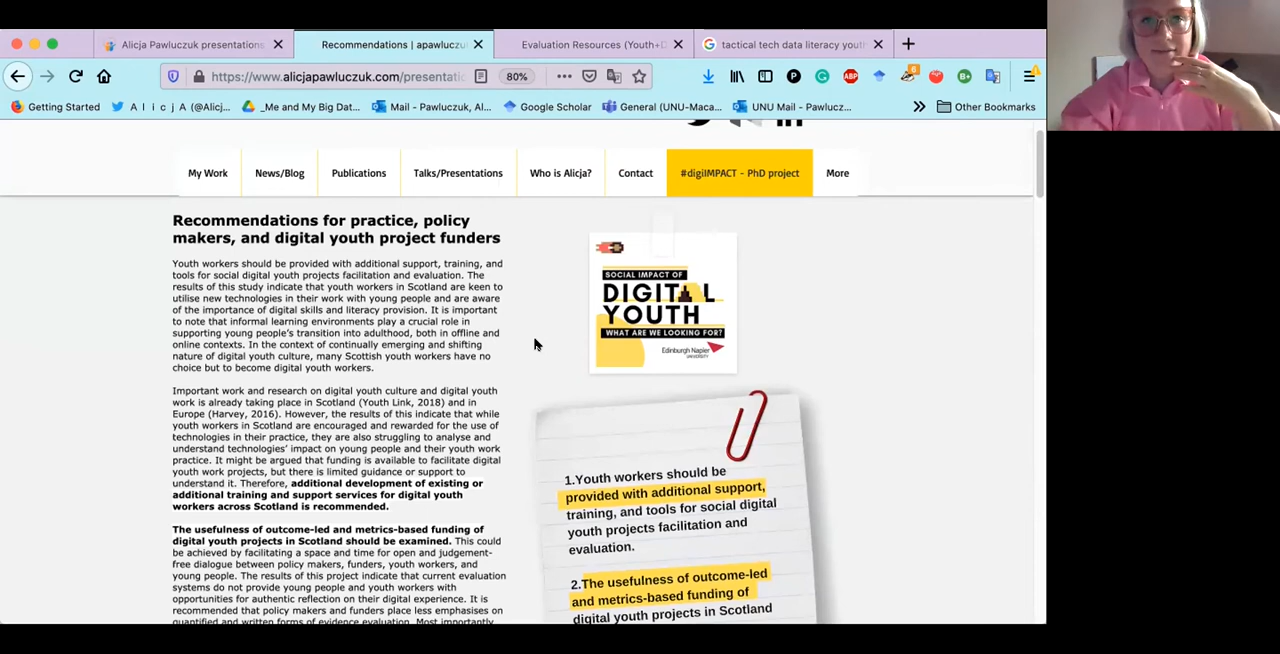 Alicja Pawluczuk presentations
Recommendations | apawluczu
Evaluation Resources (Youth+D
tactical tech data literacy yout
https://www.alicjapawluczuk.com/presentati
80%
6
ABP
B+
Getting Started
A l i c j A (@Alicj...
_Me and My Big Dat...
Mail - Pawluczuk, Al...
Google Scholar
General (UNU-Maca...
UNU Mail - Pawlucz...
Other Bookmarks
My Work
News/Blog
Publications
Talks/Presentations
Who is Alicja?
Contact
#digiIMPACT - PhD project
More
Recommendations for practice, policy
makers, and digital youth project funders
Youth workers should be provided with additional support, training, and
tools for social digital youth projects facilitation and evaluation. The
results of this study indicate that youth workers in Scotland are keen to
utilise new technologies in their work with young people and are aware
of the importance of digital skills and literacy provision. It is important
to note that informal learning environments play a crucial role in
supporting young people's transition into adulthood, both in offline and
online contexts. In the context of continually emerging and shifting
nature of digital youth culture, many Scottish youth workers have no
choice but to become digital youth workers.
Important work and research on digital youth culture and digital youth
work is already taking place in Scotland (Youth Link, 2018) and in
Europe (Harvey, 2016). However, the results of this indicate that while
youth workers in Scotland are encouraged and rewarded for the use of
technologies in their practice, they are also struggling to analyse and
understand technologies' impact on young people and their youth work
practice. It might be argued that funding is available to facilitate digital
youth work projects, but there is limited guidance or support to
understand it. Therefore, additional development of existing or
additional training and support services for digital youth
workers across Scotland is recommended.
The usefulness of outcome-led and metrics-based funding of
digital youth projects in Scotland should be examined. This could
be achieved by facilitating a space and time for open and judgement-
free dialogue between policy makers, funders, youth workers, and
young people. The results of this project indicate that current evaluation
systems do not provide young people and youth workers with
opportunities for authentic reflection on their digital experience. It is
recommended that policy makers and funders place less emphasises on
quantified and written forms of evidence evaluation. Most importantly
SOCIAL IMPACT OF
DIGITAL
YOUTH
WHAT ARE WE LOOKING FOR?
Edinburgh Napier
UNIVERSITY
1.Youth workers should be
provided with additional support,
training, and tools for social digital
youth projects facilitation and
evaluation.
2.The usefulness of outcome-led
and metrics-based funding of
digital youth projects in Scotland